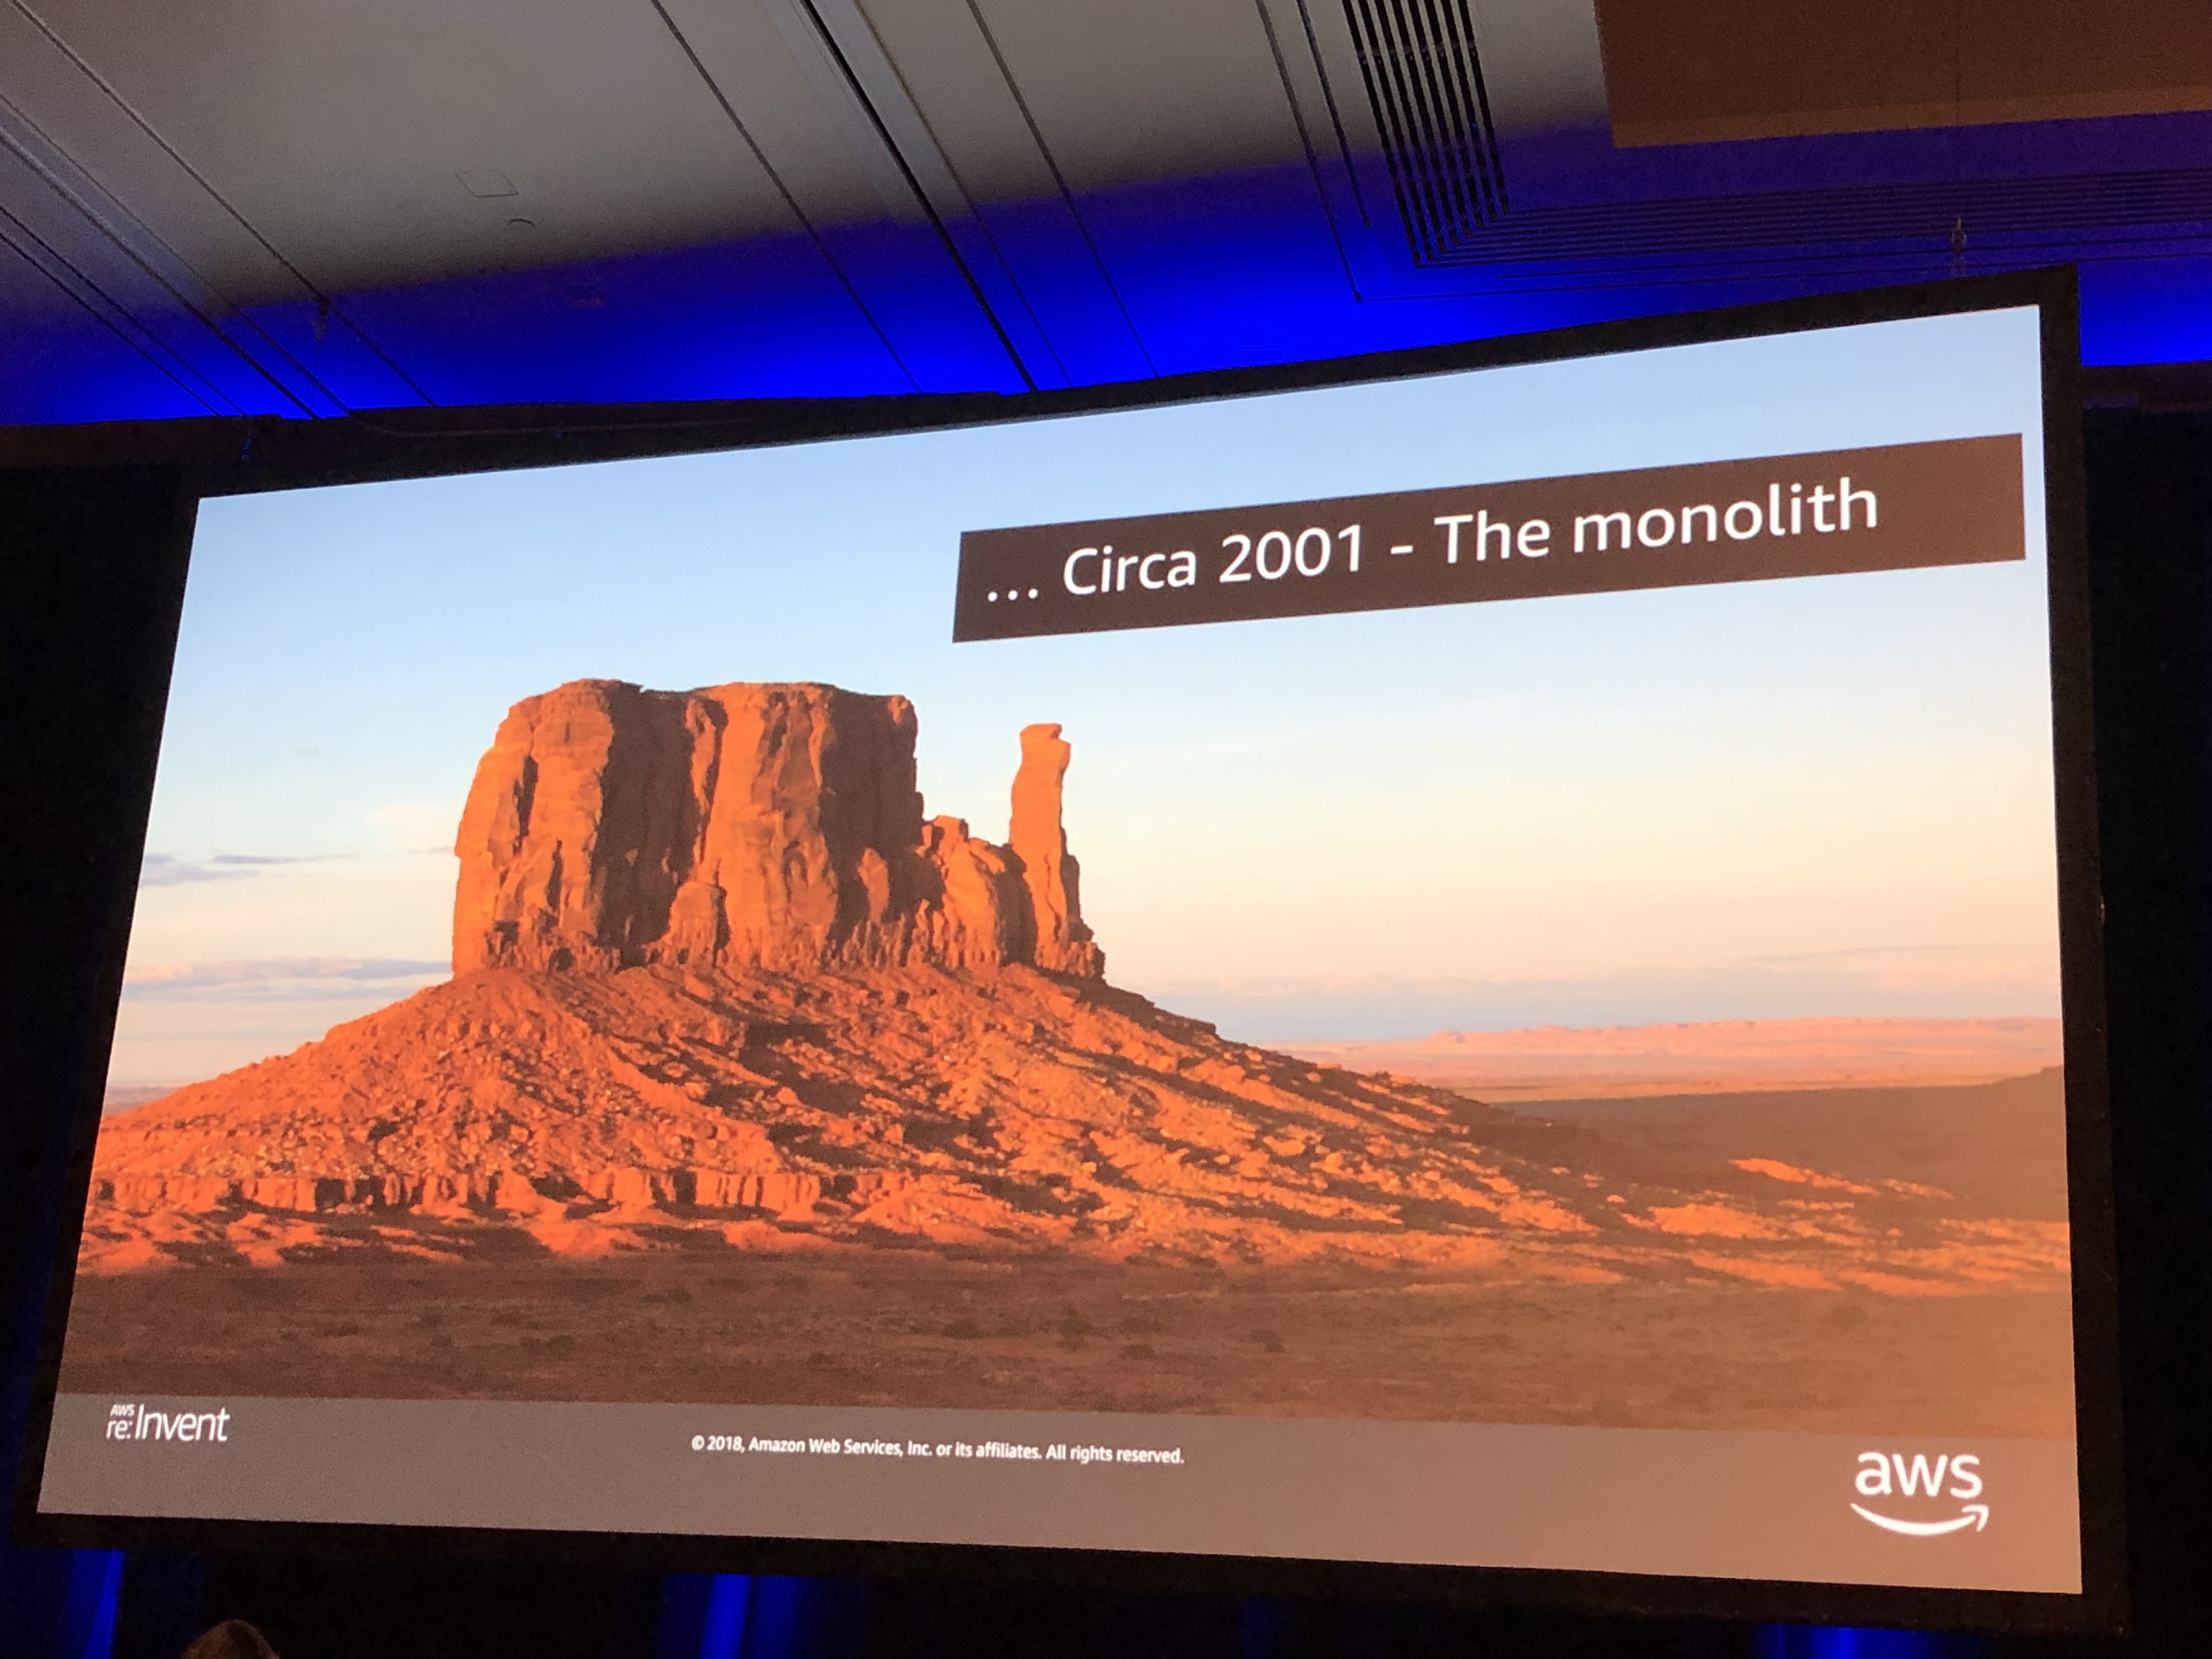 ... Circa 2001 - The monolith
AWS
re:Invent
© 2018, Amazon Web Services, Inc. or its affiliates. All rights reserved.
aws